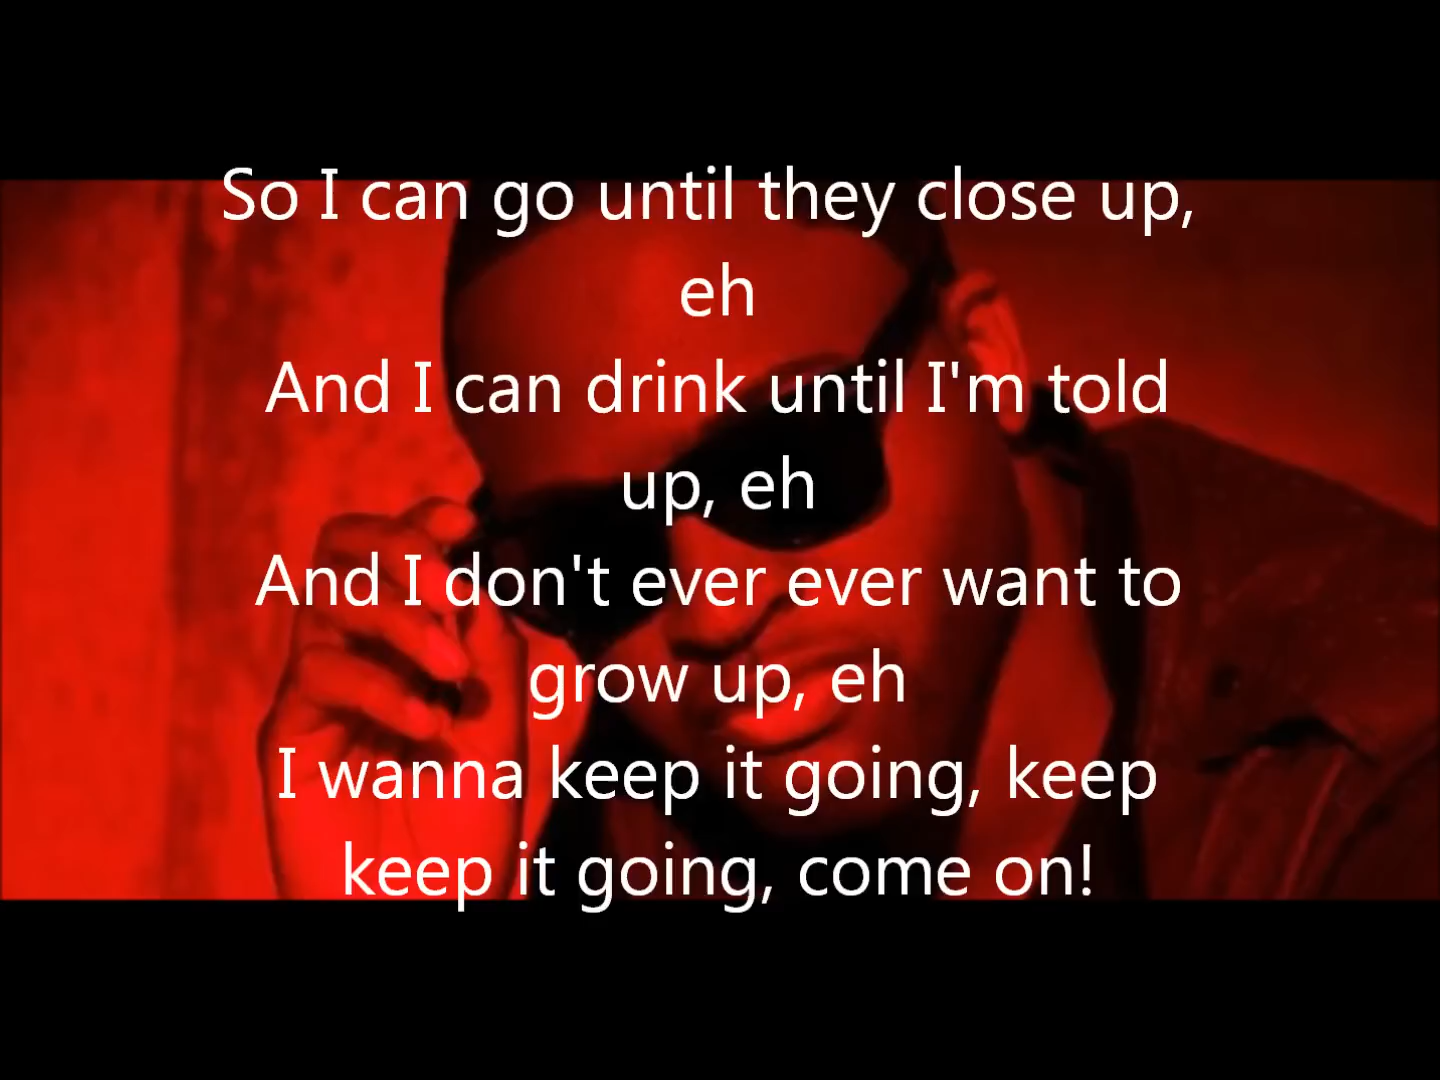 So I can go until they close up,
eh
And I can drink until I'm told
up, eh
And I don't ever ever want to
grow up, eh
I wanna keep it going, keep
keep it going, come on!